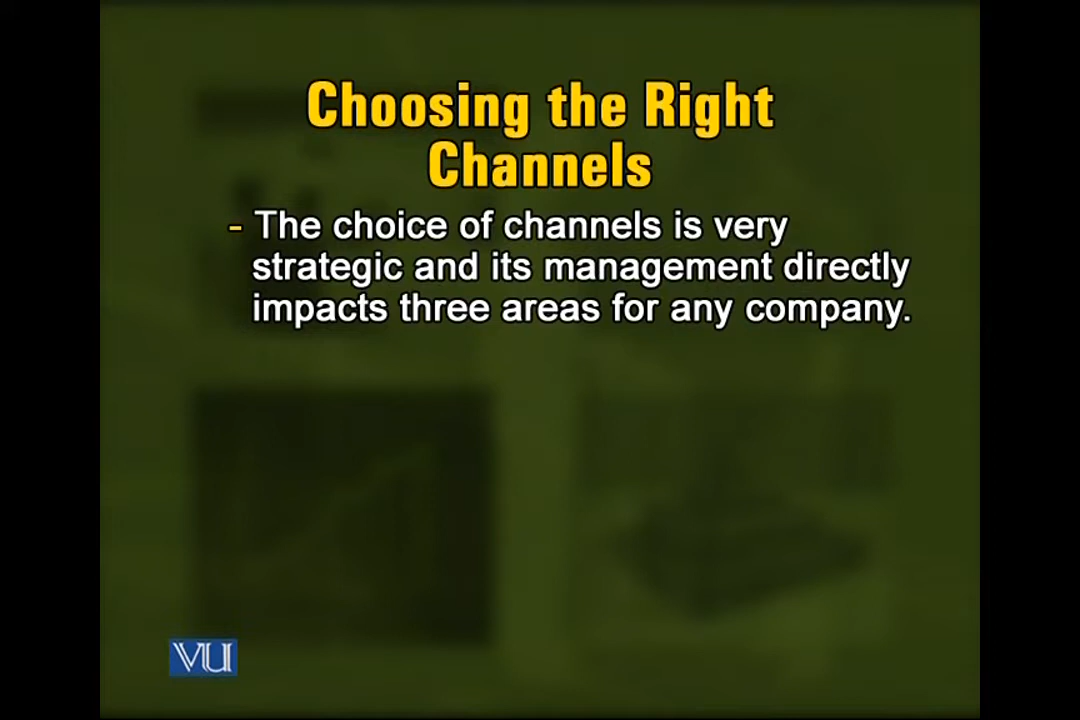 Choosing the Right
Channels
- The choice of channels is very
strategic and its management directly
impacts three areas for any company.
VU